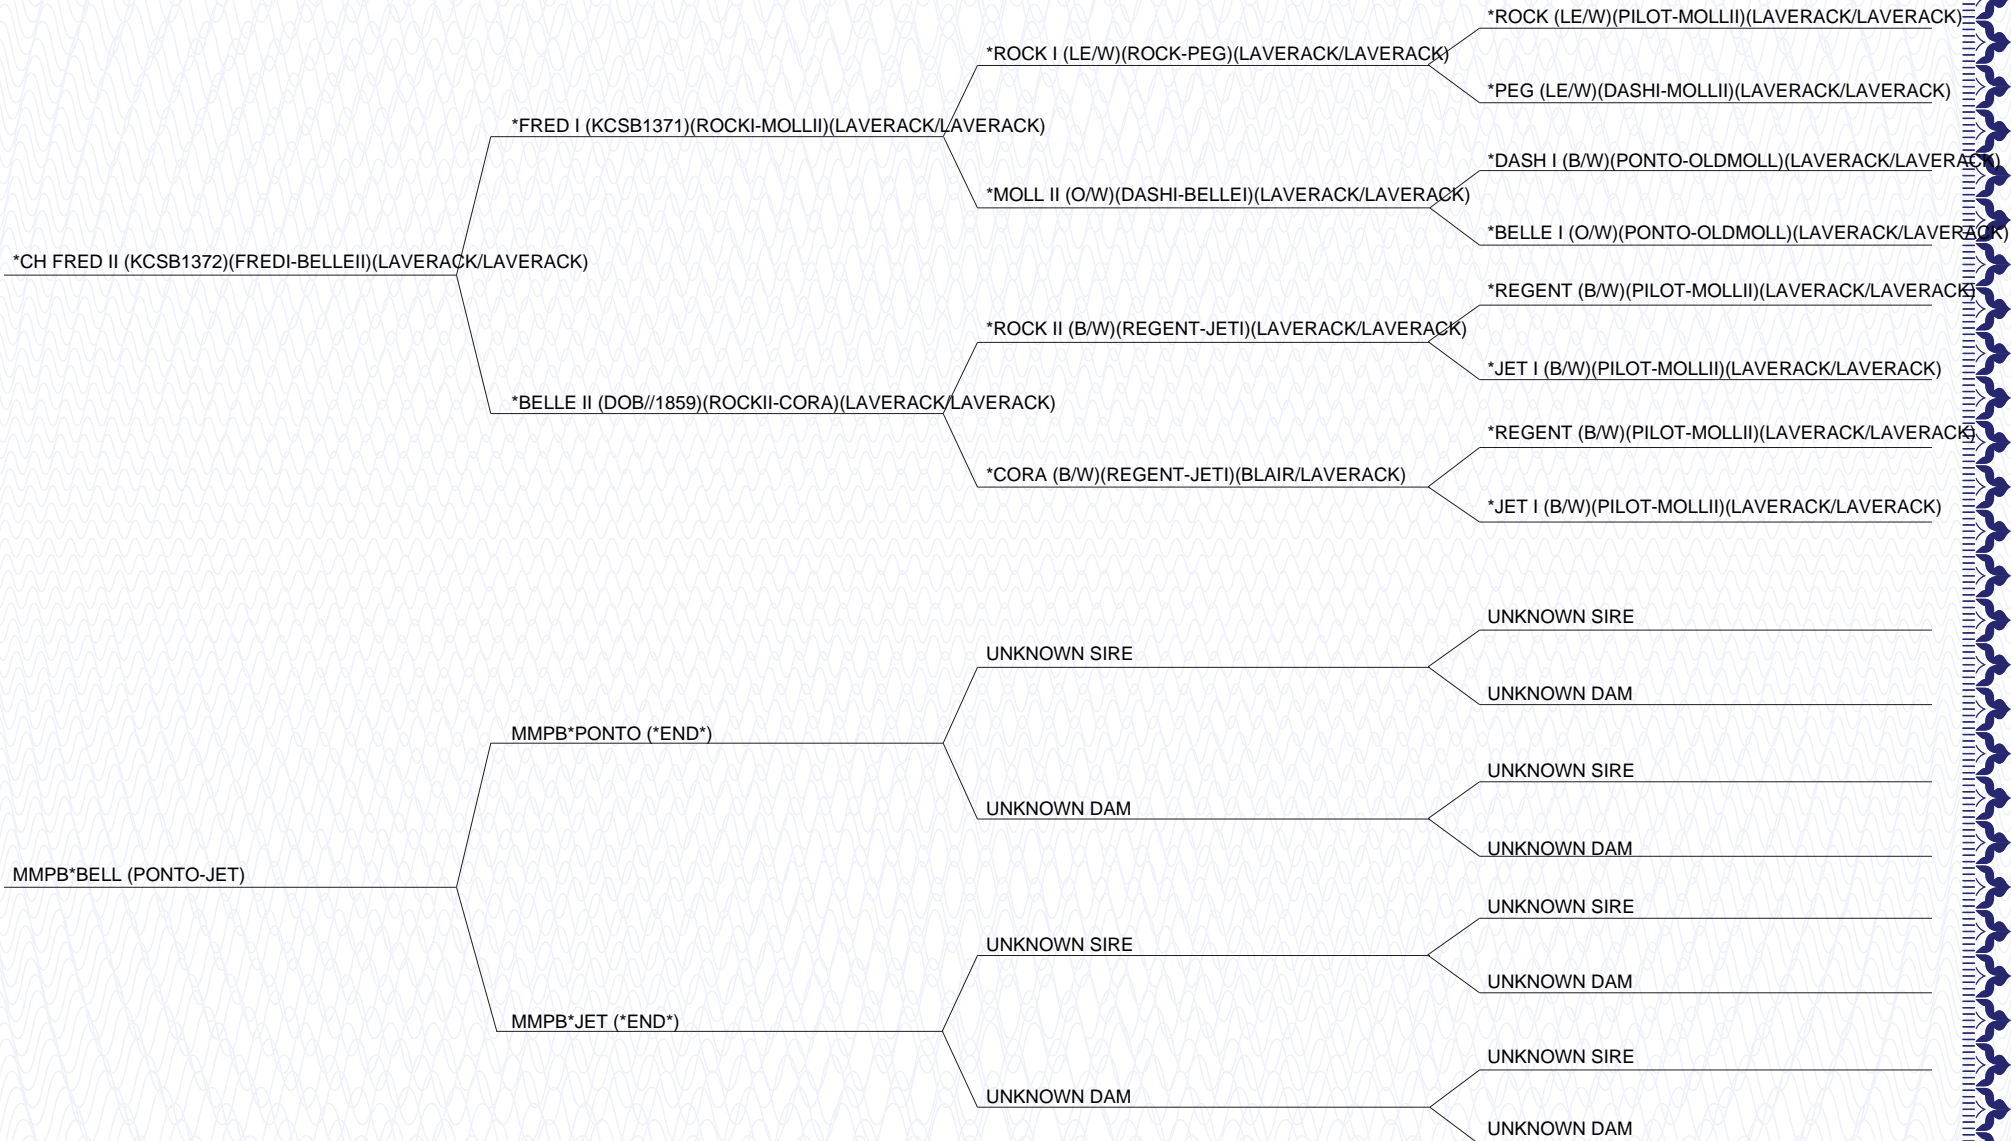 *ROCK (LE/W)(PILOT-MOLLII)(LAVERACK/LAVERACK)
*ROCK I (LE/W)(ROCK-PEG)(LAVERACK/LAVERACK)
*PEG (LE/W)(DASHI-MOLLII)(LAVERACK/LAVERACK)
*FRED I (KCSB1371)(ROCKI-MOLLII)(LAVERACK/LAVERACK)
*DASH I (B/W)(PONTO-OLDMOLL)(LAVERACK/LAVERACK)
*MOLL II (O/W)(DASHI-BELLEI)(LAVERACK/LAVERACK)
*BELLE I (O/W)(PONTO-OLDMOLL)(LAVERACK/LAVERACK)
*CH FRED II (KCSB1372)(FREDI-BELLEII)(LAVERACK/LAVERACK)
*REGENT (B/W)(PILOT-MOLLII)(LAVERACK/LAVERACK)
*ROCK II (B/W)(REGENT-JETI)(LAVERACK/LAVERACK)
*JET I (B/W)(PILOT-MOLLII)(LAVERACK/LAVERACK)
*BELLE II (DOB//1859)(ROCKII-CORA)(LAVERACK/LAVERACK)
*REGENT (B/W)(PILOT-MOLLII)(LAVERACK/LAVERACK)
*CORA (B/W)(REGENT-JETI)(BLAIR/LAVERACK)
*JET I (B/W)(PILOT-MOLLII)(LAVERACK/LAVERACK)
UNKNOWN SIRE
UNKNOWN SIRE
UNKNOWN DAM
MMPB*PONTO (*END*)
UNKNOWN SIRE
UNKNOWN DAM
UNKNOWN DAM
MMPB*BELL (PONTO-JET)
UNKNOWN SIRE
UNKNOWN SIRE
UNKNOWN DAM
MMPB*JET (*END*)
UNKNOWN SIRE
UNKNOWN DAM
UNKNOWN DAM